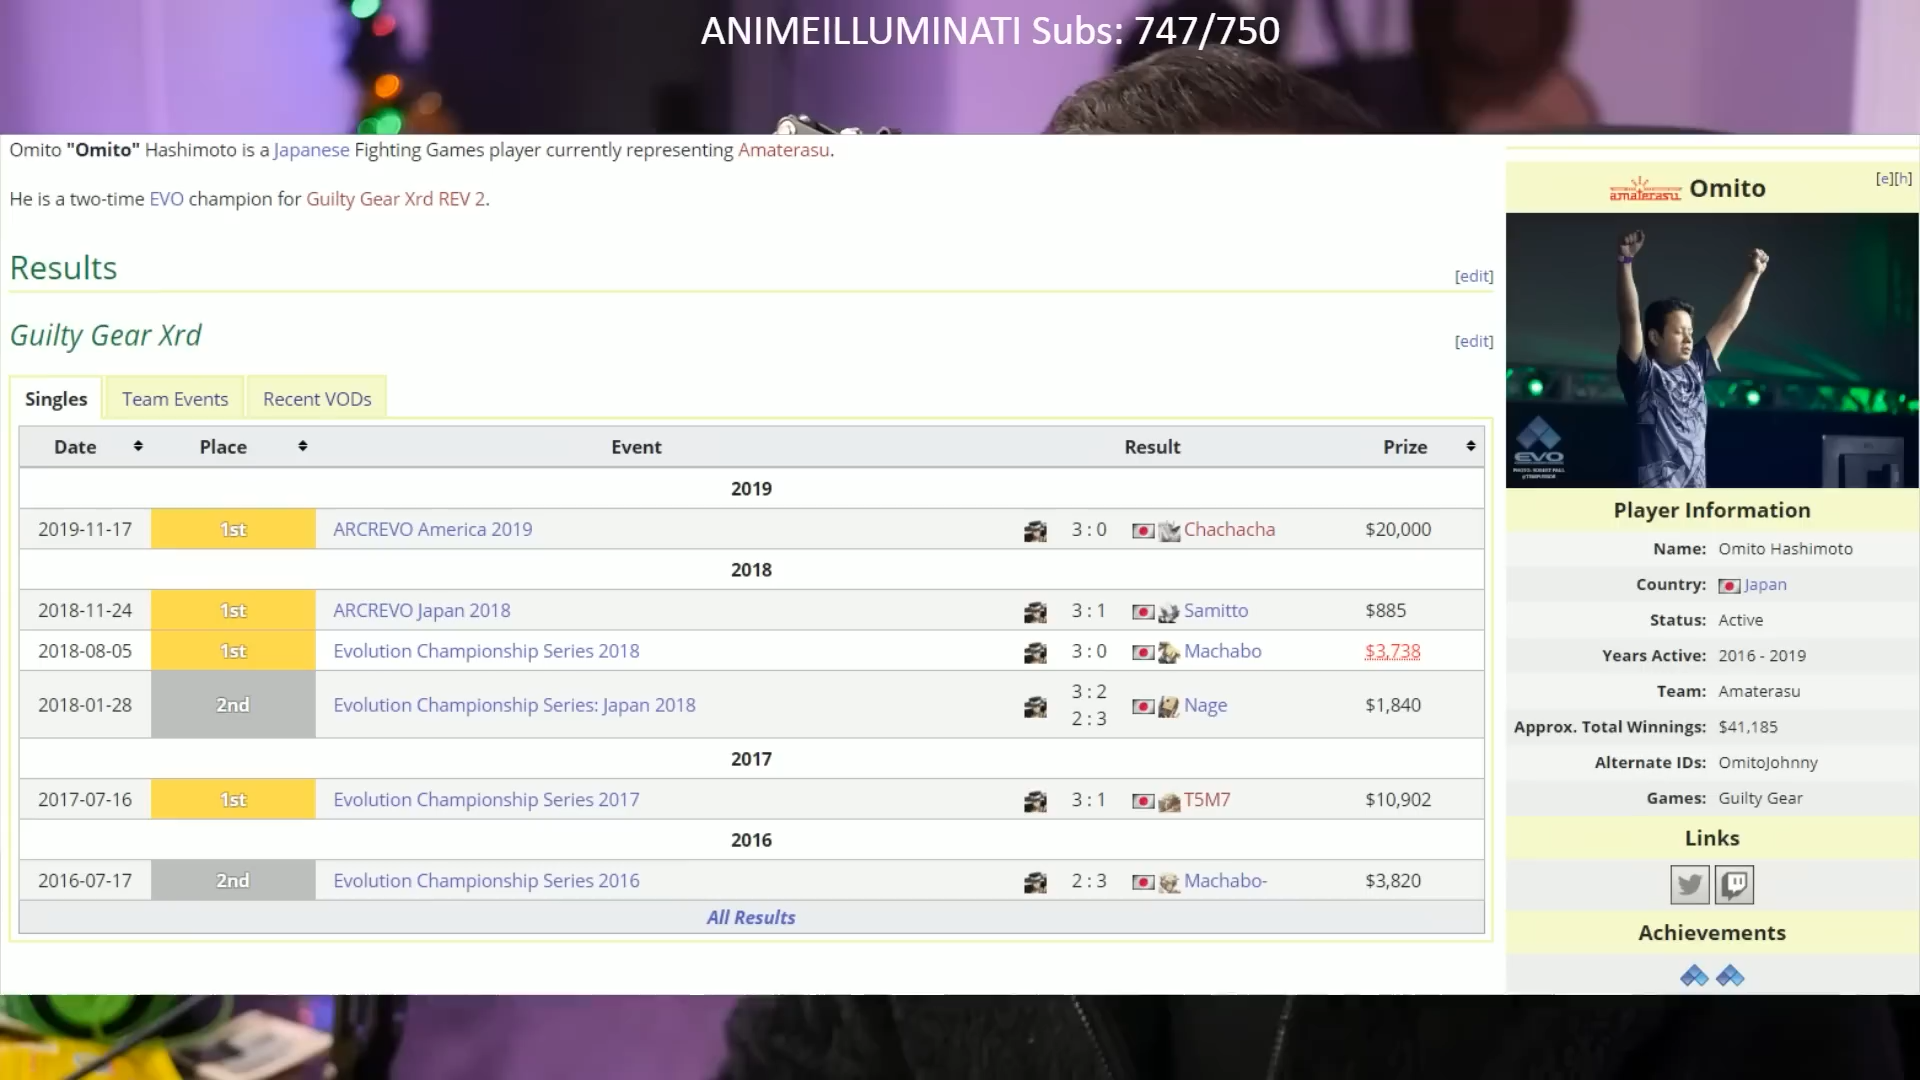 ANIMEILLUMINATI Subs: 747/750
Omito "Omito" Hashimoto is a Japanese Fighting Games player currently representing Amaterasu.
He is a two-time EVO champion for Guilty Gear Xrd REV 2.
Results
[edit]
Guilty Gear Xrd
[edit]
Singles Team Events Recent VODs
Date Place Event Result Prize
2019
2019-11-17 1st ARCREVO America 2019 3 : 0 Chachacha $20,000
2018
2018-11-24 1st ARCREVO Japan 2018 3 : 1 Samitto $885
2018-08-05 1st Evolution Championship Series 2018 3 : 0 Machabo $3,738
2018-01-28 2nd Evolution Championship Series: Japan 2018 3 : 2 Nage $1,840
2 : 3
2017
2017-07-16 1st Evolution Championship Series 2017 3 : 1 T5M7 $10,902
2016
2016-07-17 2nd Evolution Championship Series 2016 2 : 3 Machabo- $3,820
All Results
[e][h]
amaterasu Omito
EVO
Player Information
Name: Omito Hashimoto
Country: Japan
Status: Active
Years Active: 2016 - 2019
Team: Amaterasu
Approx. Total Winnings: $41,185
Alternate IDs: OmitoJohnny
Games: Guilty Gear
Links
Achievements